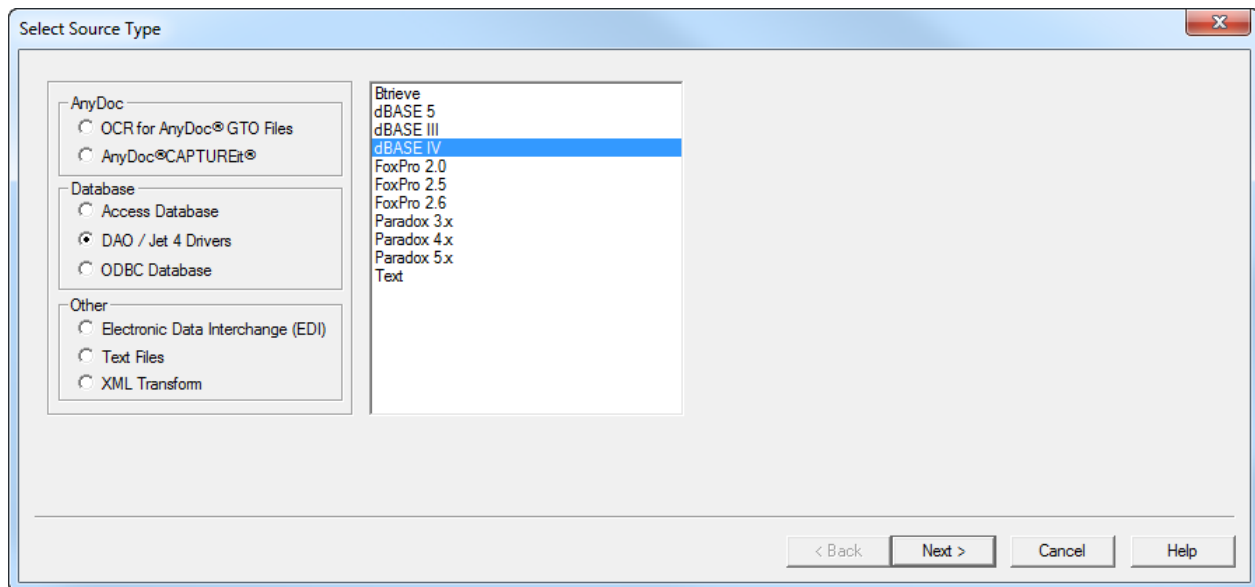 Select Source Type
AnyDoc
OCR for AnyDoc® GTO Files
AnyDoc®CAPTUREit®
Database
Access Database
DAO / Jet 4 Drivers
ODBC Database
Other
Electronic Data Interchange (EDI)
Text Files
XML Transform
Btrieve
dBASE 5
dBASE III
dBASE IV
FoxPro 2.0
FoxPro 2.5
FoxPro 2.6
Paradox 3.x
Paradox 4.x
Paradox 5.x
Text
< Back
Next >
Cancel
Help